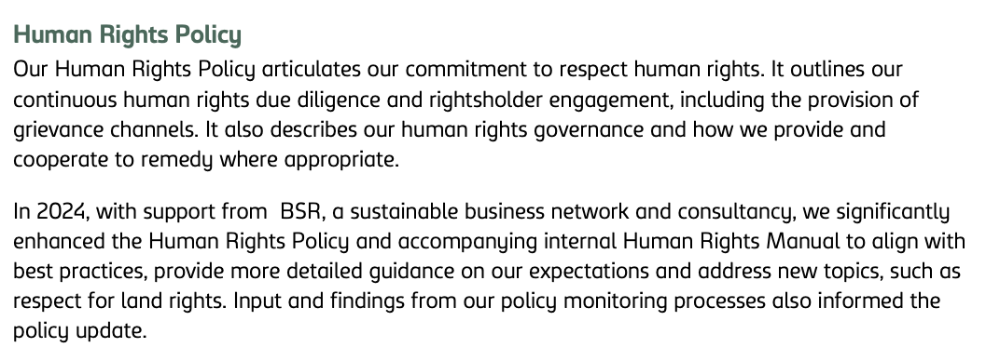 Human Rights Policy
Our Human Rights Policy articulates our commitment to respect human rights. It outlines our
continuous human rights due diligence and rightsholder engagement, including the provision of
grievance channels. It also describes our human rights governance and how we provide and
cooperate to remedy where appropriate.
In 2024, with support from  BSR, a sustainable business network and consultancy, we significantly
enhanced the Human Rights Policy and accompanying internal Human Rights Manual to align with
best practices, provide more detailed guidance on our expectations and address new topics, such as
respect for land rights. Input and findings from our policy monitoring processes also informed the
policy update.